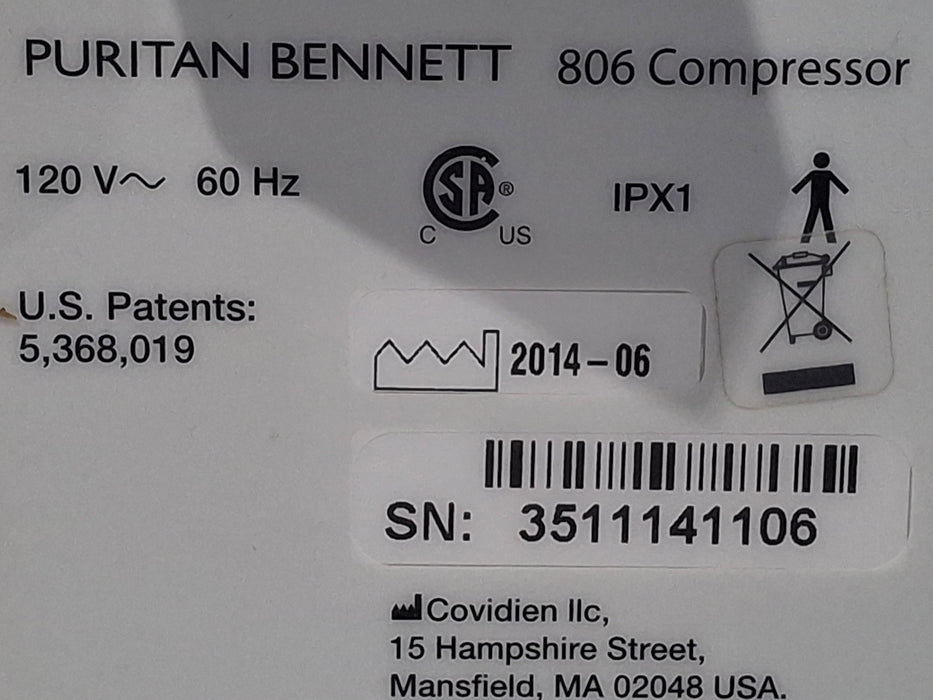 PURITAN BENNETT 806 Compressor
120 V~ 60 Hz
CSA®
C US
IPX1
U.S. Patents:
5,368,019
2014-06
SN: 3511141106
Covidien llc,
15 Hampshire Street,
Mansfield, MA 02048 USA.